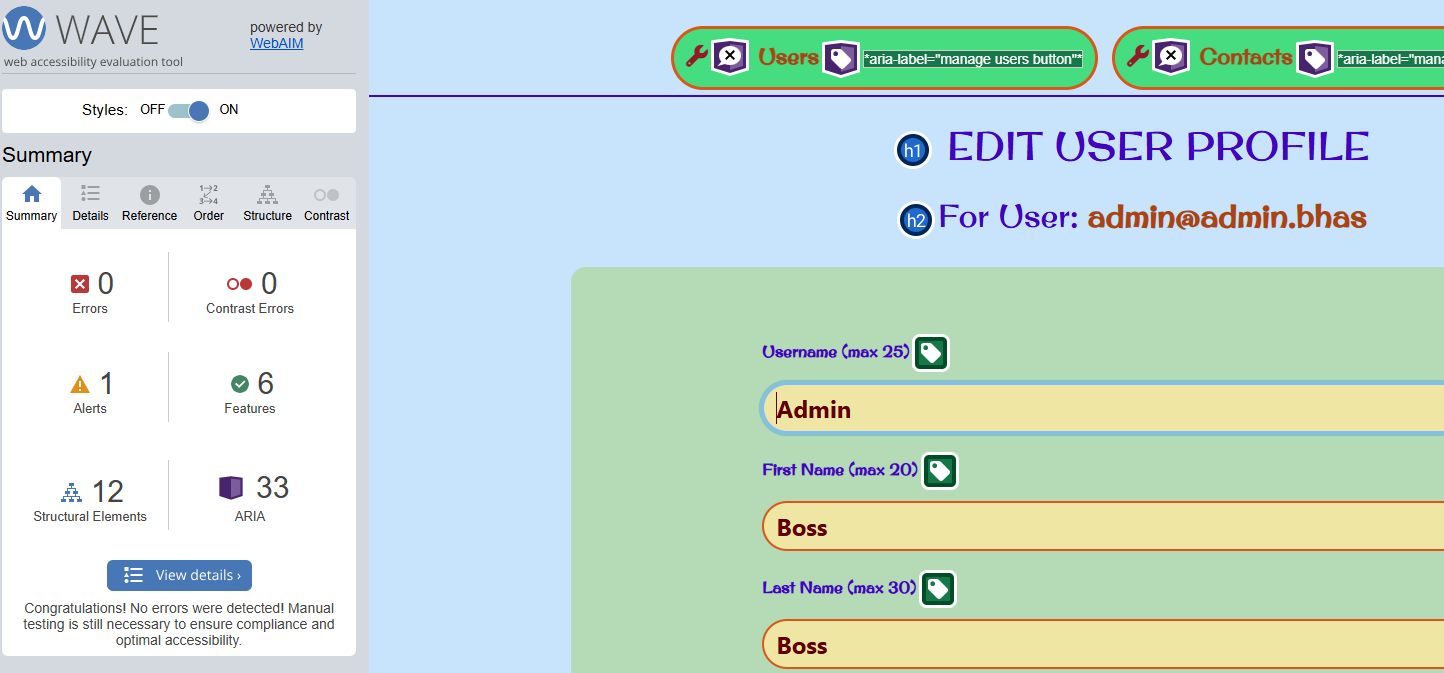 WAVE
powered by
WebAIM
web accessibility evaluation tool
Styles: OFF ON
Summary
Summary Details Reference Order Structure Contrast
0
Errors
0
Contrast Errors
1
Alerts
6
Features
12
Structural Elements
33
ARIA
View details ›
Congratulations! No errors were detected! Manual
testing is still necessary to ensure compliance and
optimal accessibility.
Users *aria-label="manage users button"*
Contacts *aria-label="mana
h1 EDIT USER PROFILE
h2 For User: admin@admin.bhas
Username (max 25)
Admin
First Name (max 20)
Boss
Last Name (max 30)
Boss